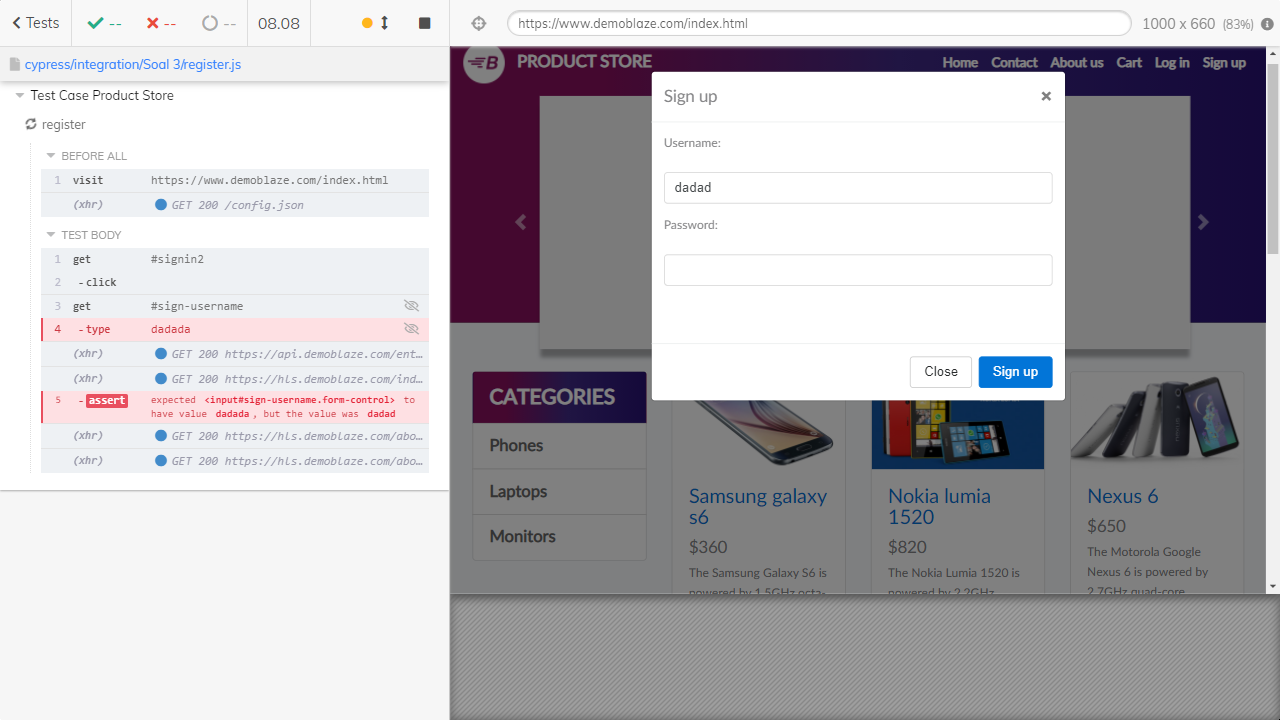 Tests
--
--
--
08.08
https://www.demoblaze.com/index.html
1000 x 660 (83%)
cypress/integration/Soal 3/register.js
Test Case Product Store
register
BEFORE ALL
1 visit https://www.demoblaze.com/index.html
(xhr) GET 200 /config.json
TEST BODY
1 get #signin2
2 -click
3 get #sign-username
4 -type dadada
(xhr) GET 200 https://api.demoblaze.com/ent…
(xhr) GET 200 https://hls.demoblaze.com/ind…
5 -assert expected <input#sign-username.form-control> to
have value dadada, but the value was dadad
(xhr) GET 200 https://hls.demoblaze.com/abo…
(xhr) GET 200 https://hls.demoblaze.com/abo…
B PRODUCT STORE
Home Contact About us Cart Log in Sign up
Sign up ×
Username:
dadad
Password:
Close Sign up
CATEGORIES
Phones
Laptops
Monitors
Samsung galaxy
s6
$360
The Samsung Galaxy S6 is
powered by 1.5GHz octa-
Nokia lumia
1520
$820
The Nokia Lumia 1520 is
powered by 2.2GHz
Nexus 6
$650
The Motorola Google
Nexus 6 is powered by
2.7GHz quad-core